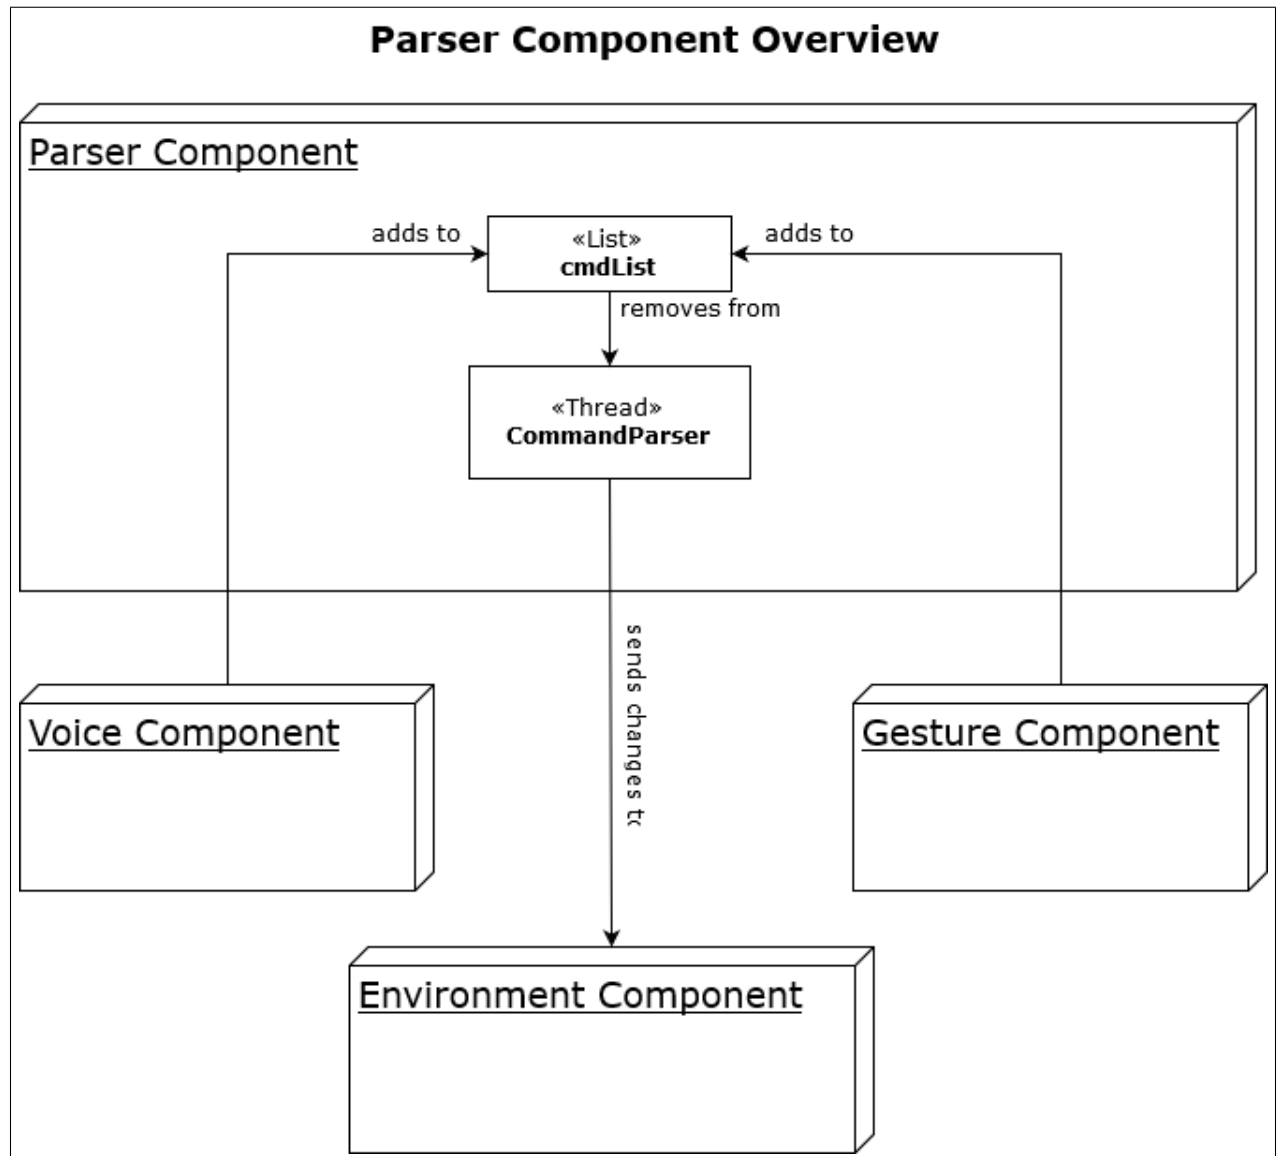 Parser Component Overview
Parser Component
adds to
«List»
cmdList
adds to
removes from
«Thread»
CommandParser
sends changes to
Voice Component
Gesture Component
Environment Component